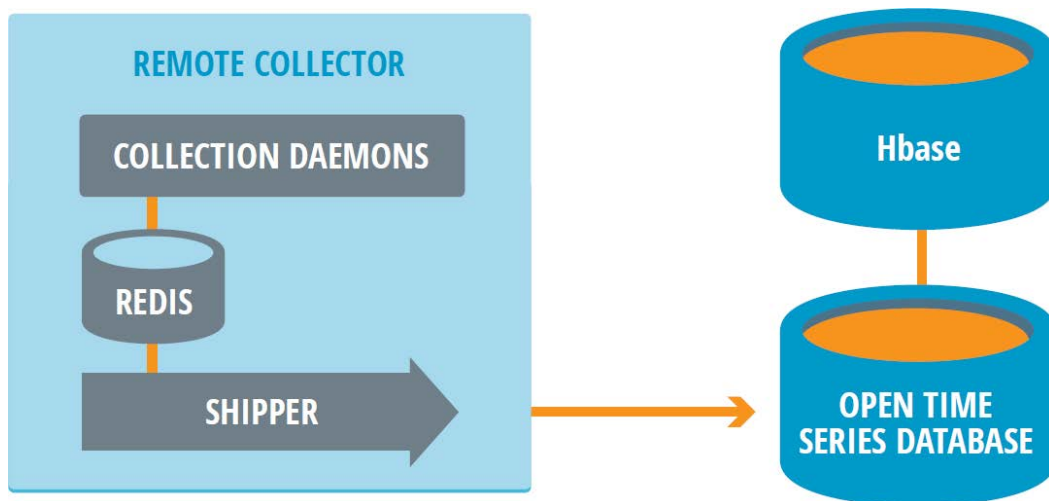 REMOTE COLLECTOR
COLLECTION DAEMONS
REDIS
SHIPPER
Hbase
OPEN TIME
SERIES DATABASE